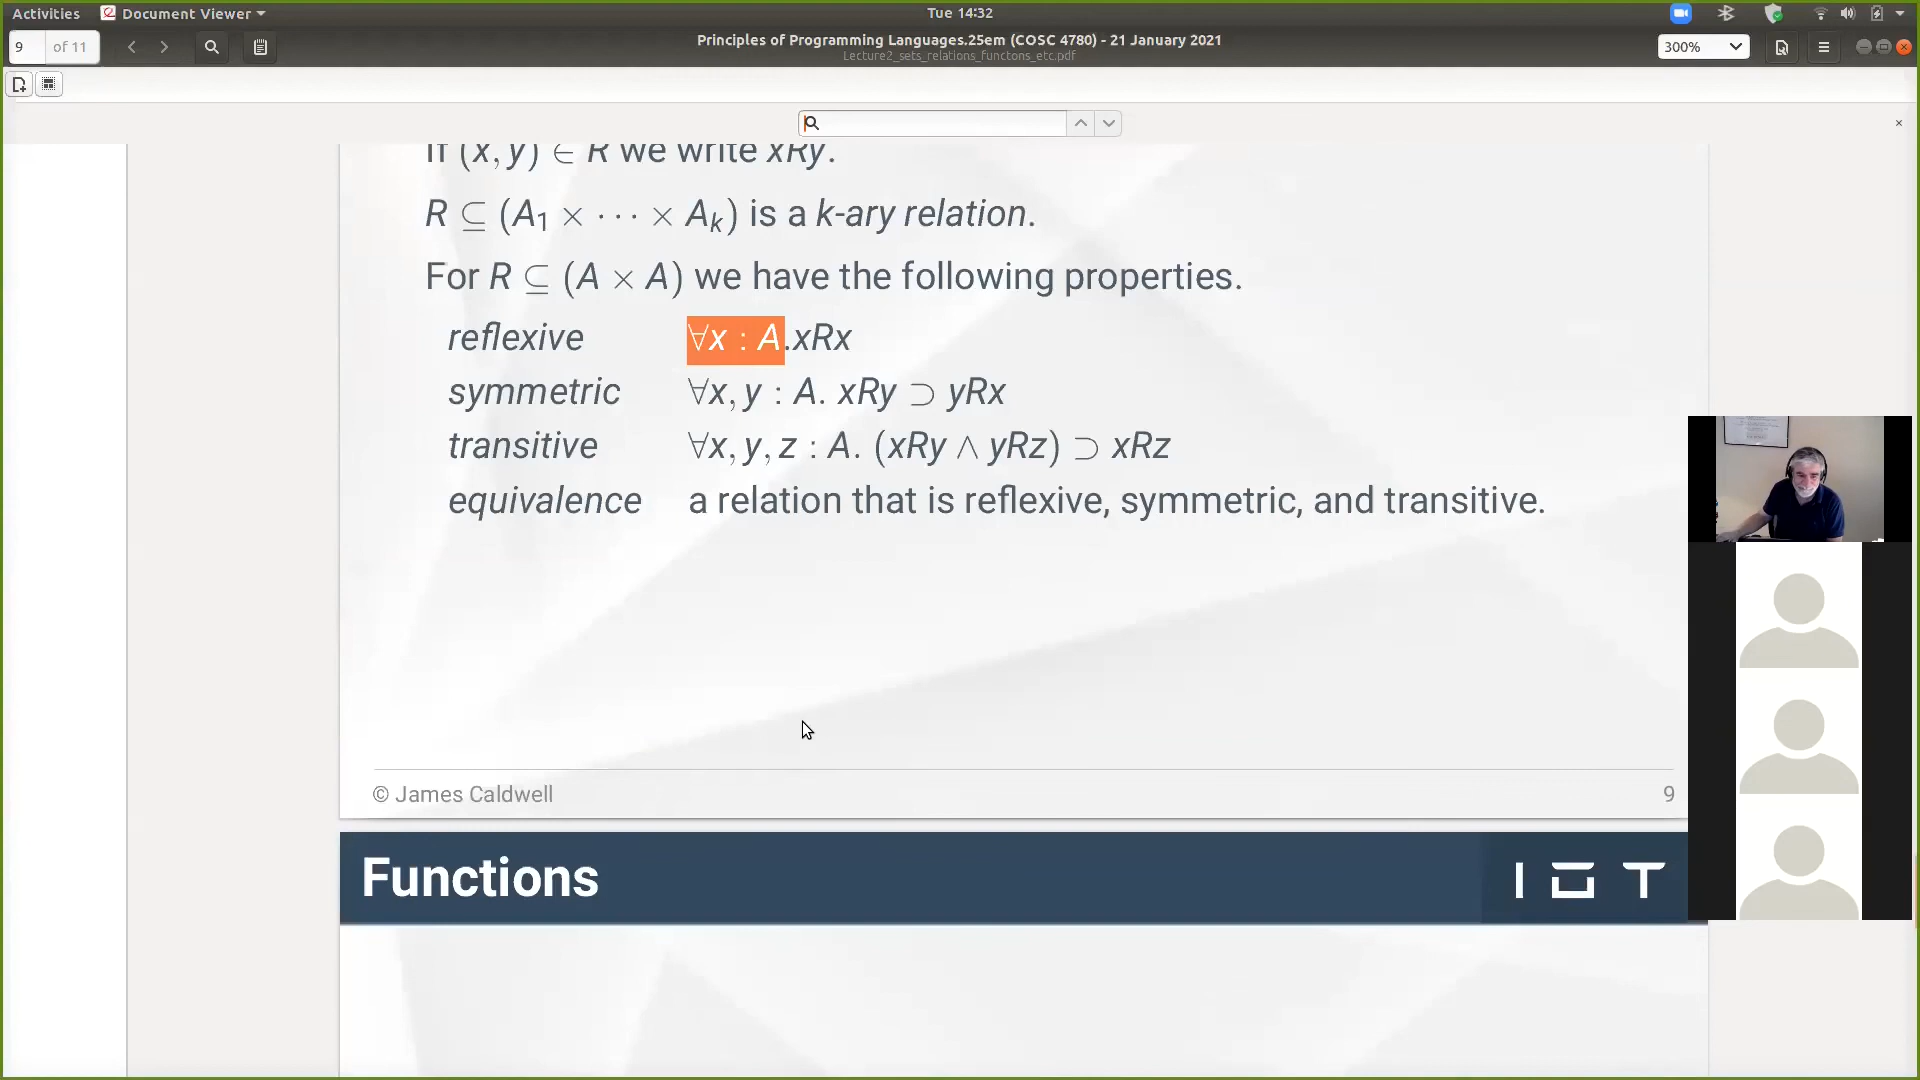 Activities Document Viewer Tue 14:32
9 of 11 Principles of Programming Languages.25em (COSC 4780) - 21 January 2021 300%
Lecture2_sets_relations_functons_etc.pdf
If (x, y) ∈ R we write xRy.
R ⊆ (A₁ × ⋯ × Aₖ) is a k-ary relation.
For R ⊆ (A × A) we have the following properties.
reflexive ∀x : A.xRx
symmetric ∀x, y : A. xRy ⊃ yRx
transitive ∀x, y, z : A. (xRy ∧ yRz) ⊃ xRz
equivalence a relation that is reflexive, symmetric, and transitive.
© James Caldwell 9
Functions